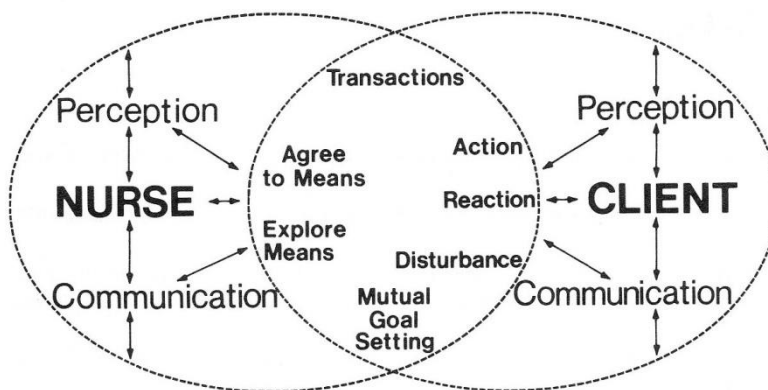 Transactions
Perception
Perception
Action
Agree
to Means
NURSE
Reaction
CLIENT
Explore
Means
Disturbance
Communication
Communication
Mutual
Goal
Setting